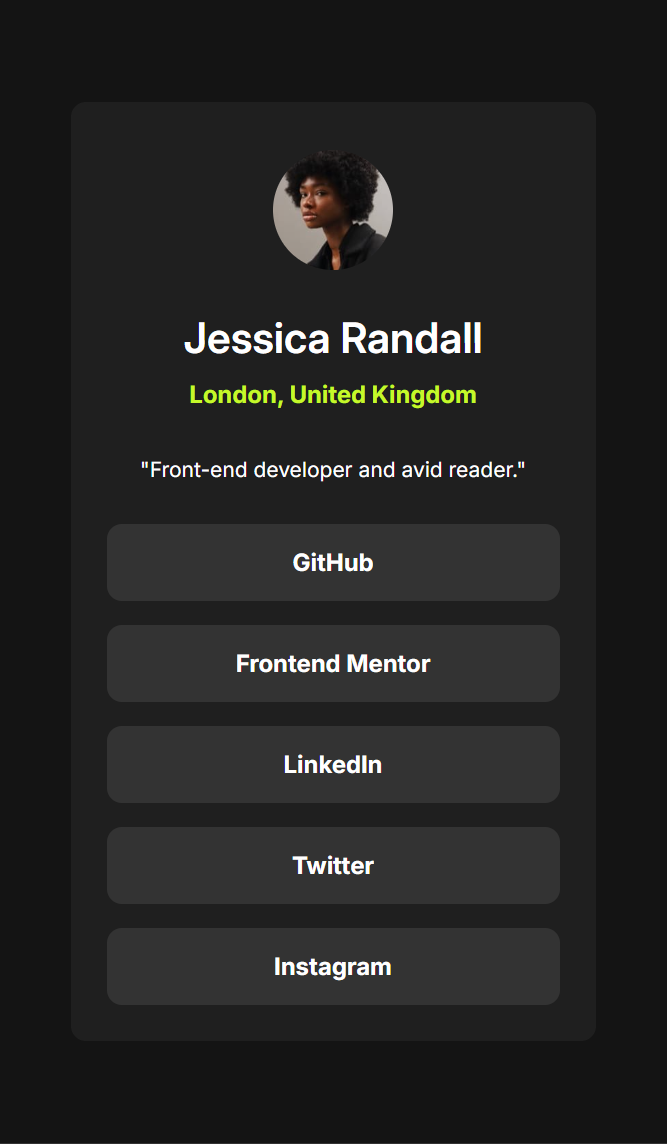 Jessica Randall
London, United Kingdom
"Front-end developer and avid reader."
GitHub
Frontend Mentor
LinkedIn
Twitter
Instagram